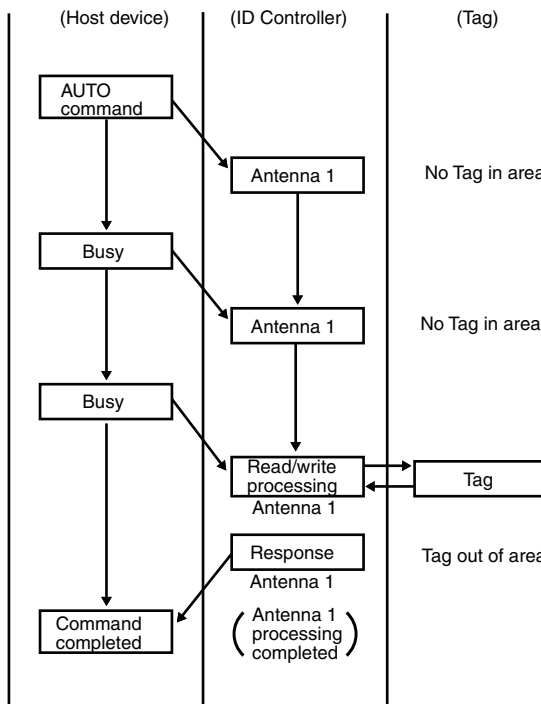 (Host device) (ID Controller) (Tag)
AUTO
command
Antenna 1 No Tag in area
Busy
Antenna 1 No Tag in area
Busy
Read/write
processing
Tag
Antenna 1
Response
Tag out of area
Antenna 1
Command
completed
( Antenna 1
processing
completed )